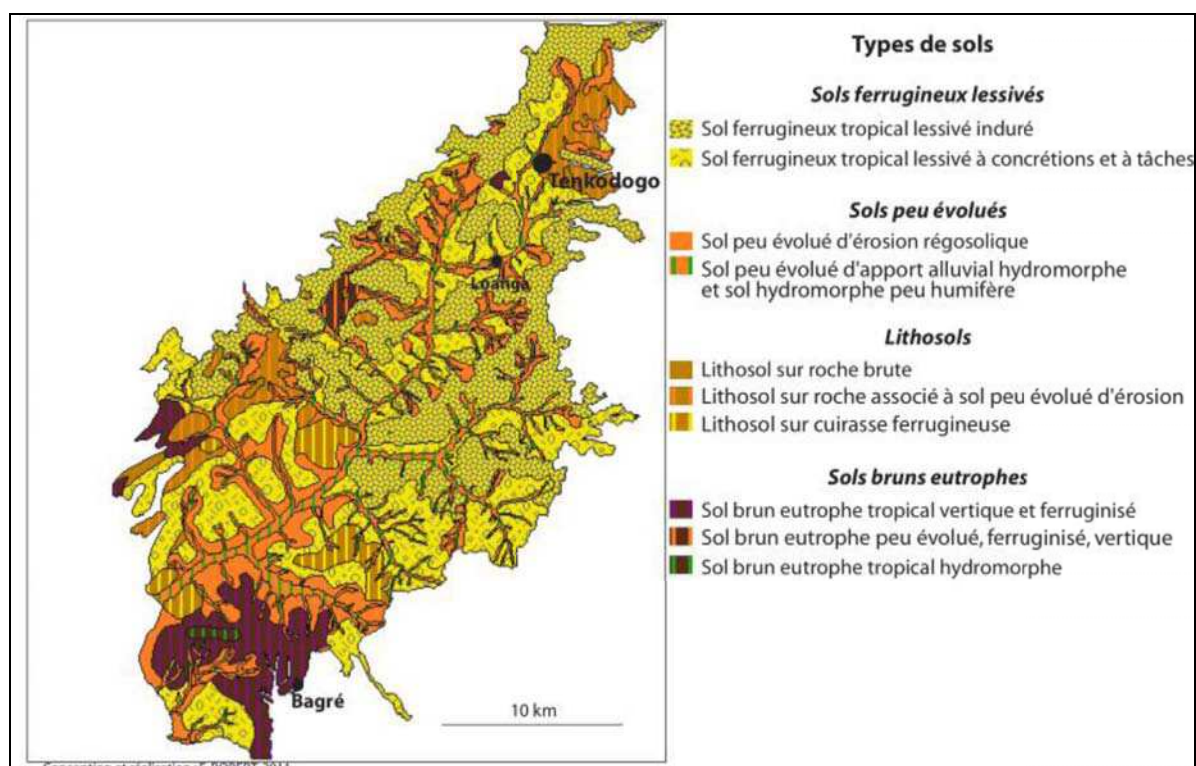 Types de sols
Sols ferrugineux lessivés
Sol ferrugineux tropical lessivé induré
Sol ferrugineux tropical lessivé à concrétions et à tâches
Sols peu évolués
Sol peu évolué d'érosion régosolique
Sol peu évolué d'apport alluvial hydromorphe
et sol hydromorphe peu humifère
Lithosols
Lithosol sur roche brute
Lithosol sur roche associé à sol peu évolué d'érosion
Lithosol sur cuirasse ferrugineuse
Sols bruns eutrophes
Sol brun eutrophe tropical vertique et ferruginisé
Sol brun eutrophe peu évolué, ferruginisé, vertique
Sol brun eutrophe tropical hydromorphe
Tenkodogo
Loanga
Bagré
10 km